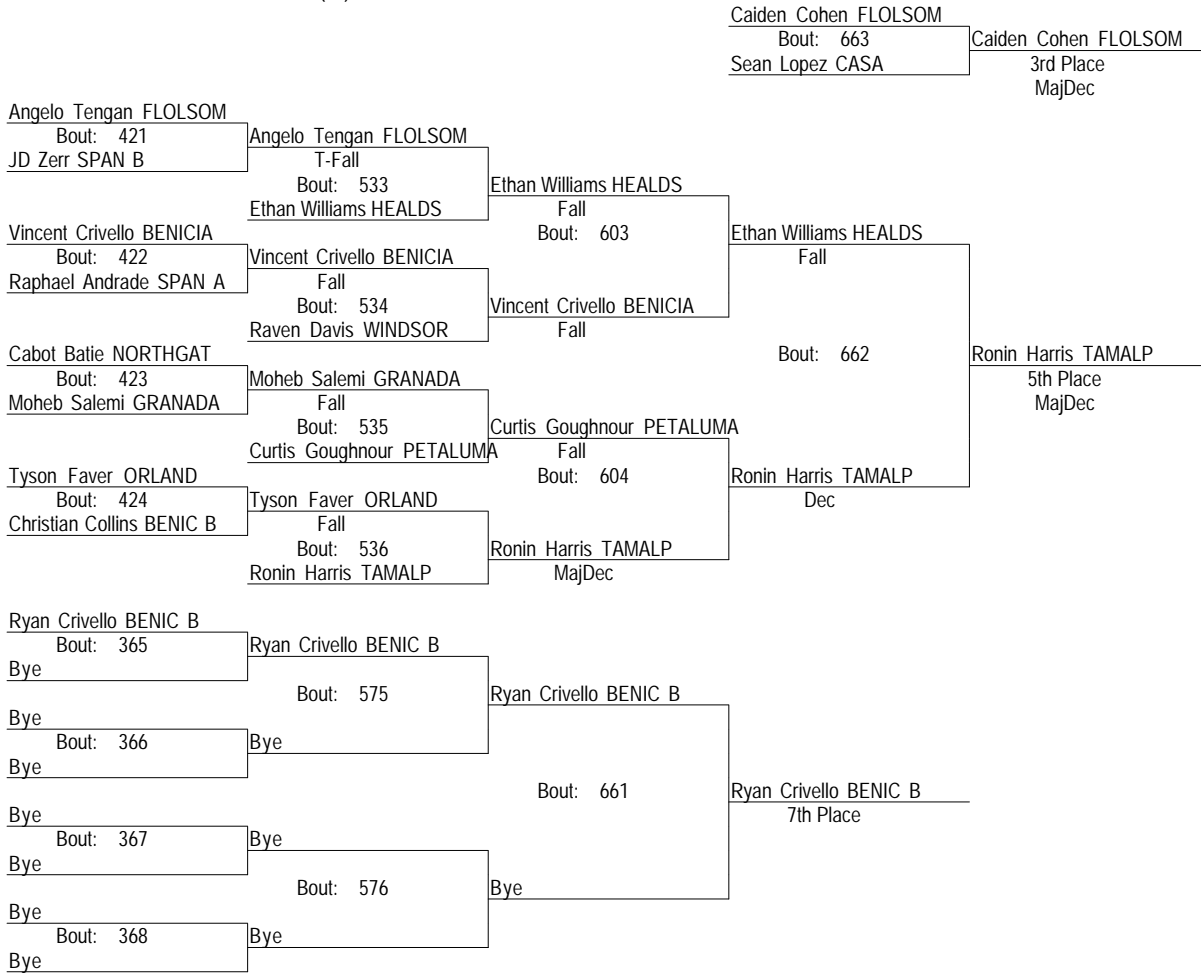 Caiden Cohen FLOLSOM
Bout: 663
Caiden Cohen FLOLSOM
Sean Lopez CASA
3rd Place
MajDec
Angelo Tengan FLOLSOM
Bout: 421
Angelo Tengan FLOLSOM
JD Zerr SPAN B
T-Fall
Bout: 533
Ethan Williams HEALDS
Ethan Williams HEALDS
Fall
Vincent Crivello BENICIA
Bout: 603
Ethan Williams HEALDS
Bout: 422
Vincent Crivello BENICIA
Fall
Raphael Andrade SPAN A
Fall
Bout: 534
Vincent Crivello BENICIA
Raven Davis WINDSOR
Fall
Cabot Batie NORTHGAT
Bout: 662
Ronin Harris TAMALP
Bout: 423
Moheb Salemi GRANADA
5th Place
Moheb Salemi GRANADA
Fall
MajDec
Bout: 535
Curtis Goughnour PETALUMA
Curtis Goughnour PETALUMA
Fall
Tyson Faver ORLAND
Bout: 604
Ronin Harris TAMALP
Bout: 424
Tyson Faver ORLAND
Dec
Christian Collins BENIC B
Fall
Bout: 536
Ronin Harris TAMALP
Ronin Harris TAMALP
MajDec
Ryan Crivello BENIC B
Bout: 365
Ryan Crivello BENIC B
Bye
Bout: 575
Ryan Crivello BENIC B
Bye
Bout: 366
Bye
Bye
Bout: 661
Ryan Crivello BENIC B
Bye
7th Place
Bout: 367
Bye
Bye
Bout: 576
Bye
Bye
Bout: 368
Bye
Bye